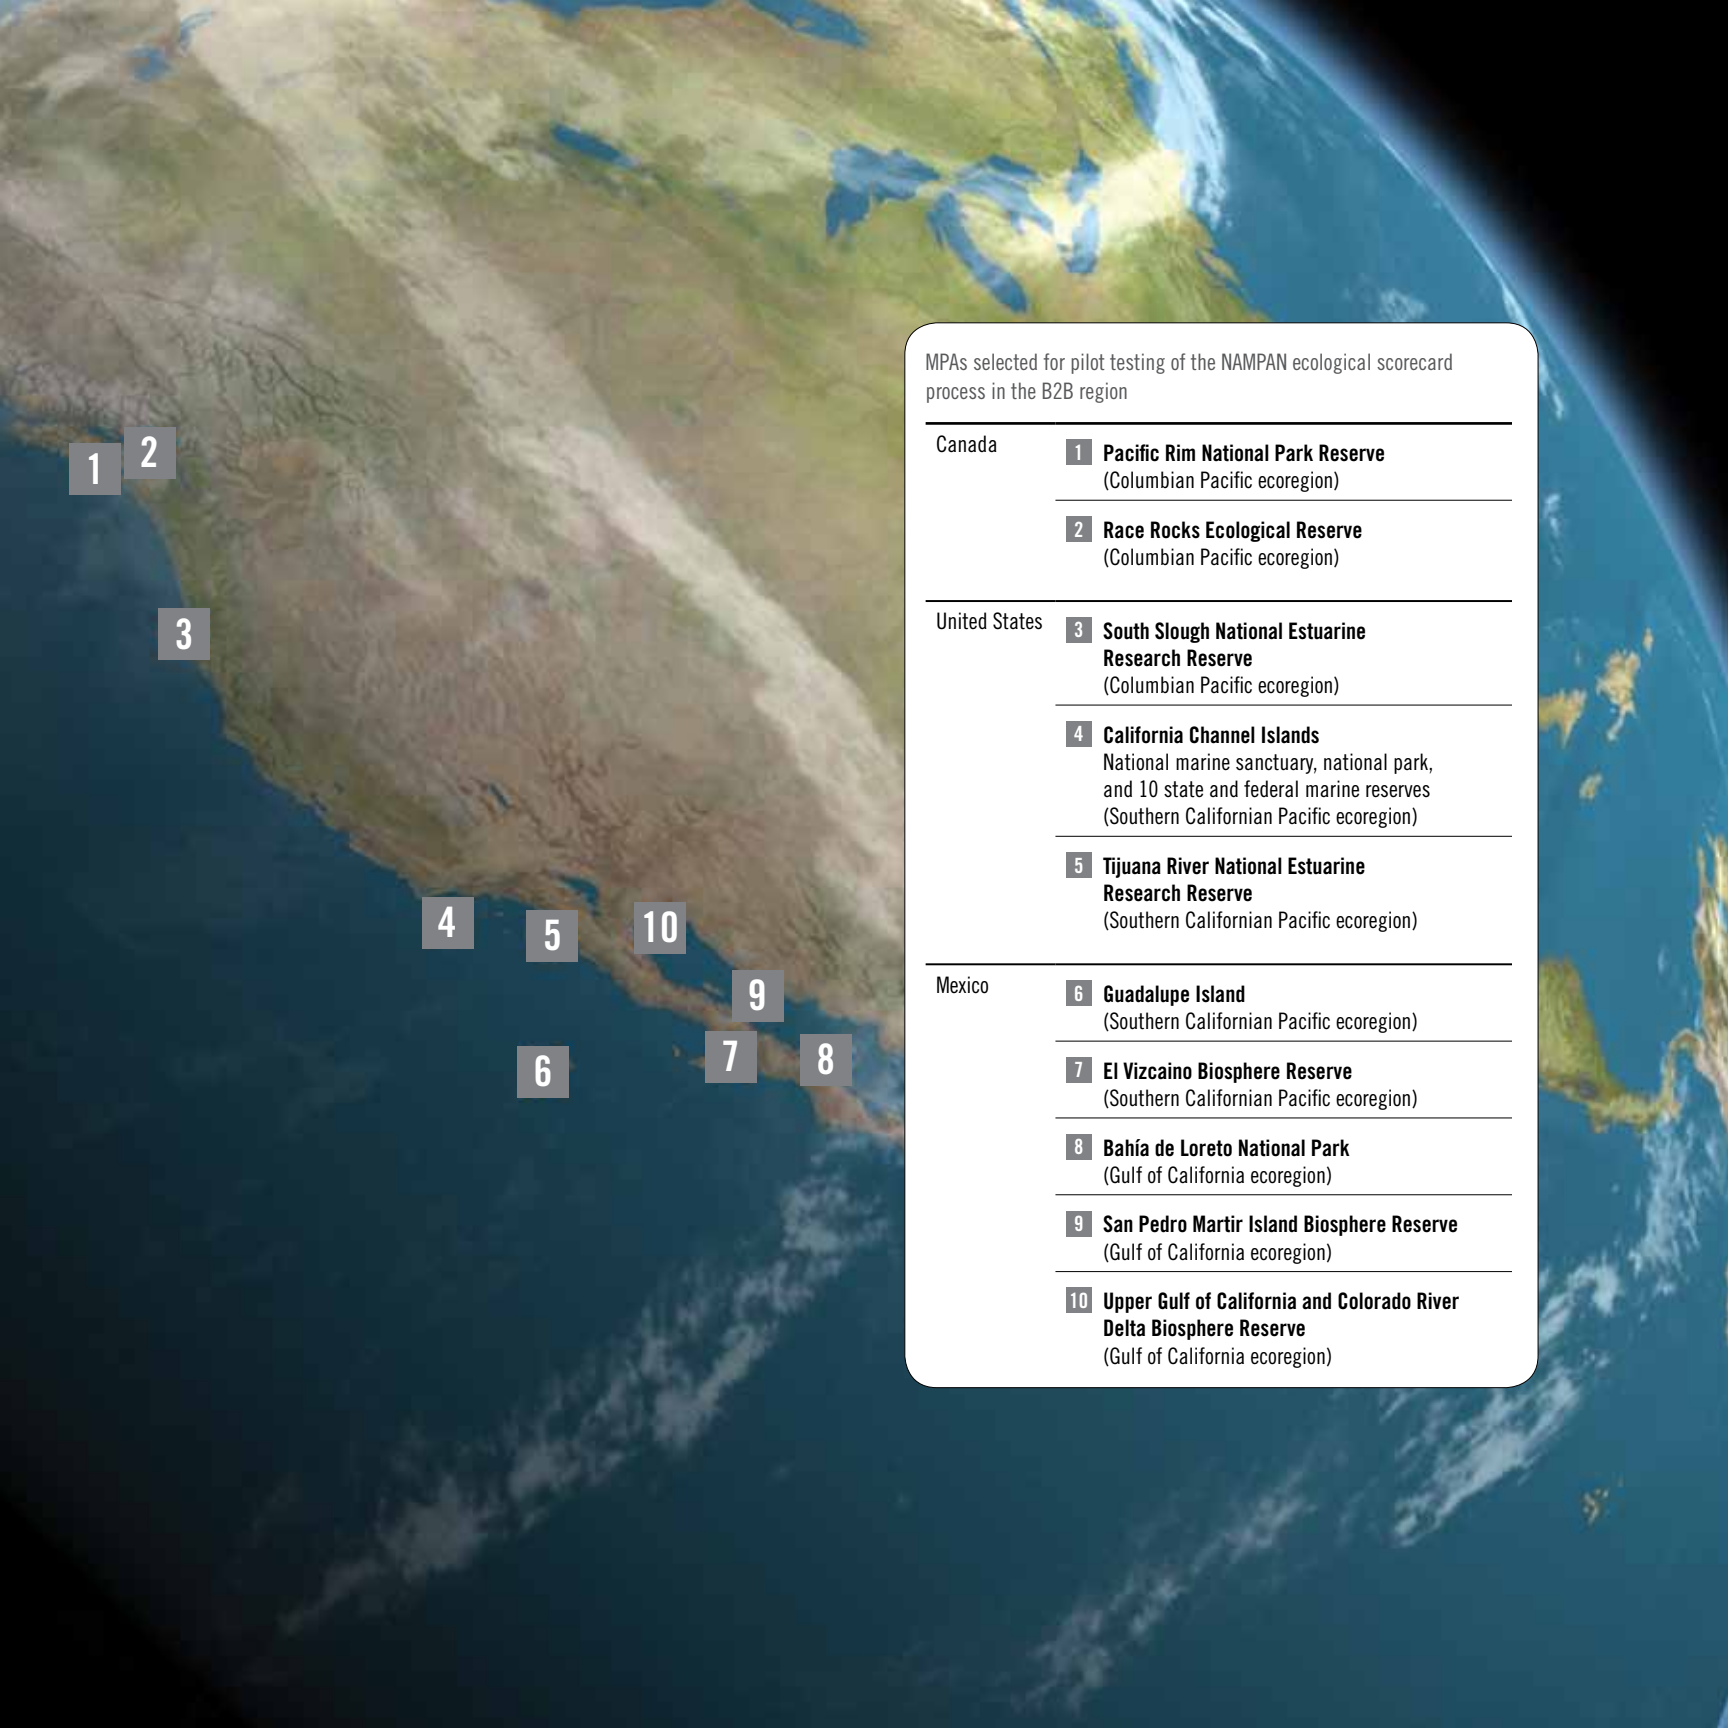 MPAs selected for pilot testing of the NAMPAN ecological scorecard
process in the B2B region
Canada
1 Pacific Rim National Park Reserve
(Columbian Pacific ecoregion)
2 Race Rocks Ecological Reserve
(Columbian Pacific ecoregion)
United States
3 South Slough National Estuarine
Research Reserve
(Columbian Pacific ecoregion)
4 California Channel Islands
National marine sanctuary, national park,
and 10 state and federal marine reserves
(Southern Californian Pacific ecoregion)
5 Tijuana River National Estuarine
Research Reserve
(Southern Californian Pacific ecoregion)
Mexico
6 Guadalupe Island
(Southern Californian Pacific ecoregion)
7 El Vizcaino Biosphere Reserve
(Southern Californian Pacific ecoregion)
8 Bahía de Loreto National Park
(Gulf of California ecoregion)
9 San Pedro Martir Island Biosphere Reserve
(Gulf of California ecoregion)
10 Upper Gulf of California and Colorado River
Delta Biosphere Reserve
(Gulf of California ecoregion)
1
2
3
4
5
10
9
7
8
6